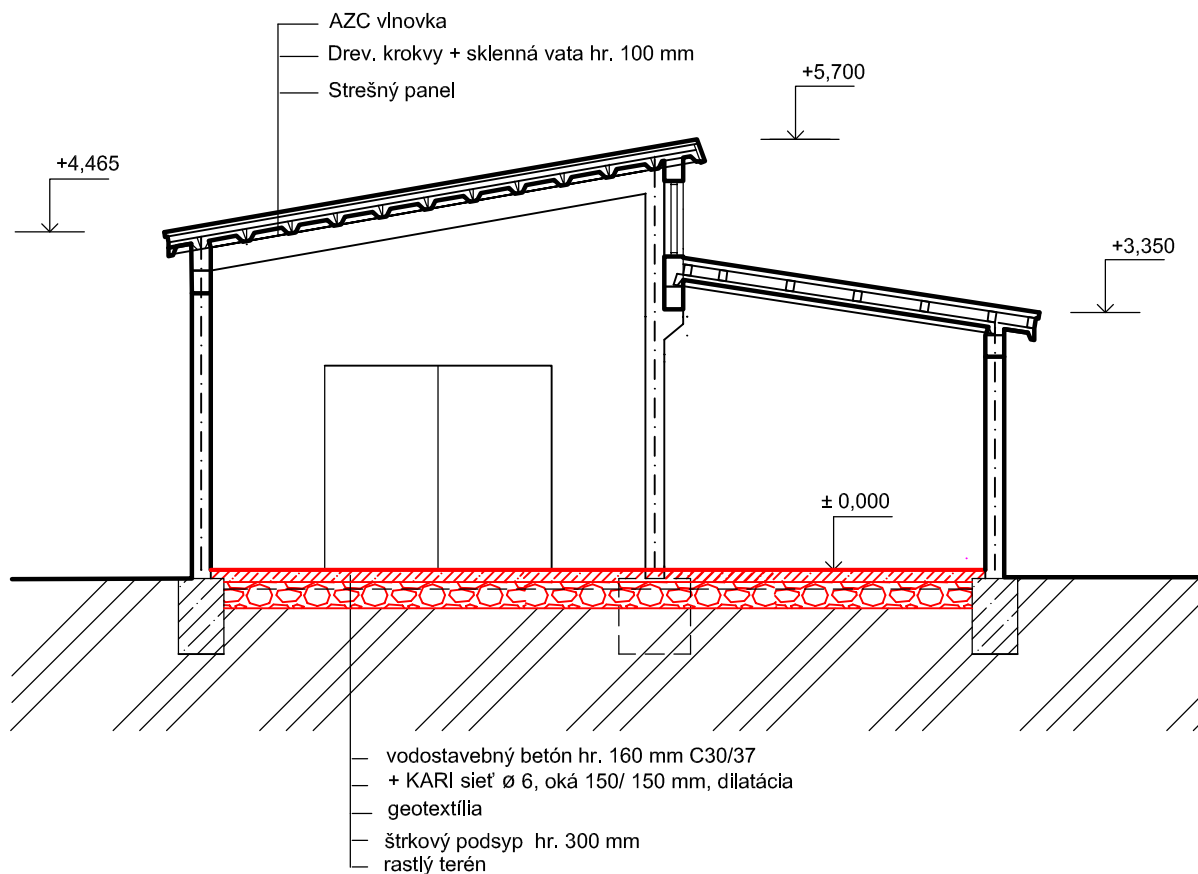 AZC vlnovka
Drev. krokvy + sklenná vata hr. 100 mm
Strešný panel
+5,700
+4,465
+3,350
± 0,000
vodostavebný betón hr. 160 mm C30/37
+ KARI sieť ø 6, oká 150/ 150 mm, dilatácia
geotextília
štrkový podsyp hr. 300 mm
rastlý terén